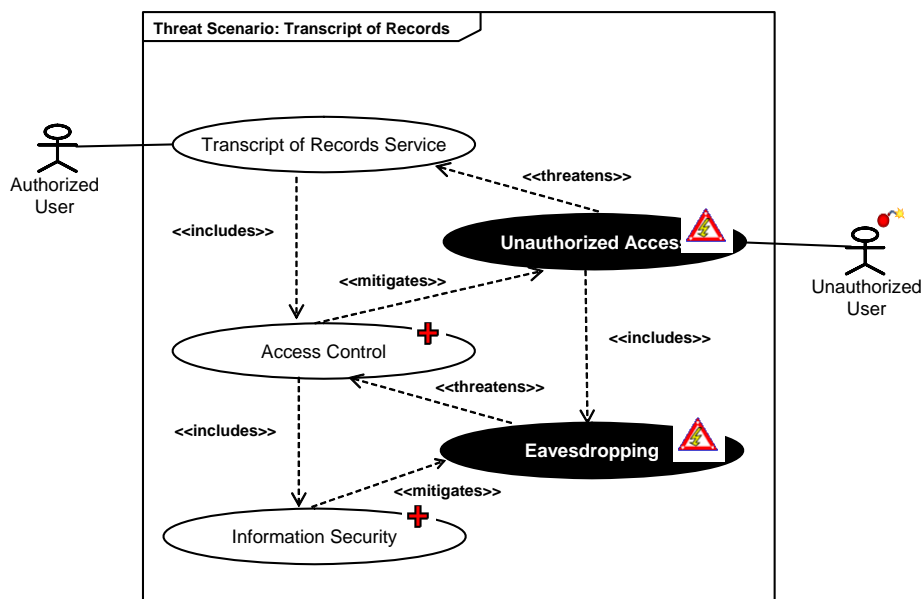 Threat Scenario: Transcript of Records
Transcript of Records Service
Authorized
User
<<threatens>>
<<includes>>
Unauthorized Access
<<mitigates>>
Unauthorized
User
Access Control
<<includes>>
<<threatens>>
<<includes>>
Eavesdropping
<<mitigates>>
Information Security